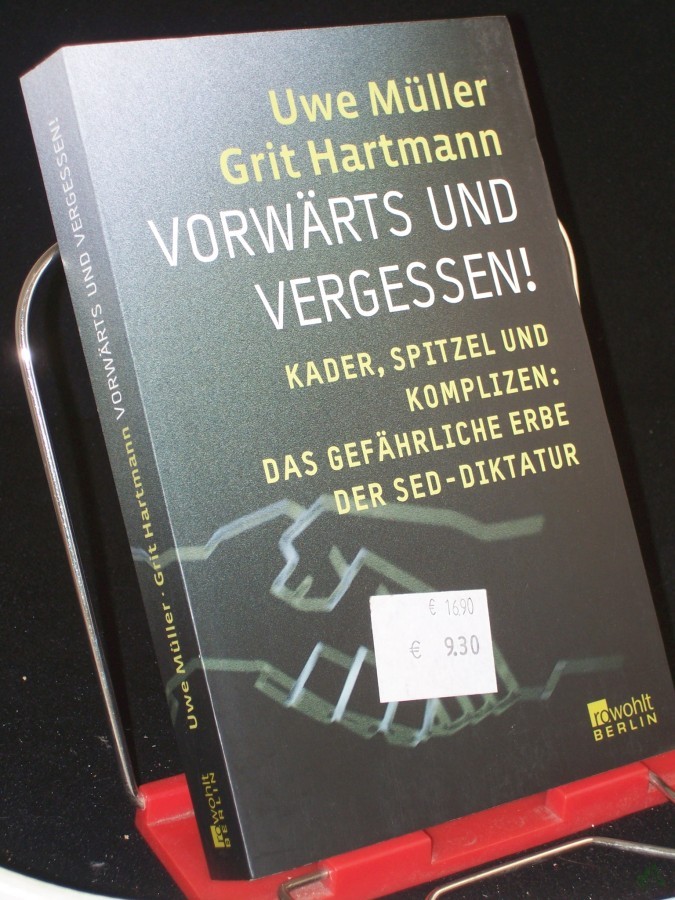 Uwe Müller
Grit Hartmann
VORWÄRTS UND
VERGESSEN!
KADER, SPITZEL UND
KOMPLIZEN:
DAS GEFÄHRLICHE ERBE
DER SED-DIKTATUR
€ 16.90
€ 9.30
rowohlt
BERLIN
Uwe Müller · Grit Hartmann VORWÄRTS UND VERGESSEN!
rowohlt
BERLIN